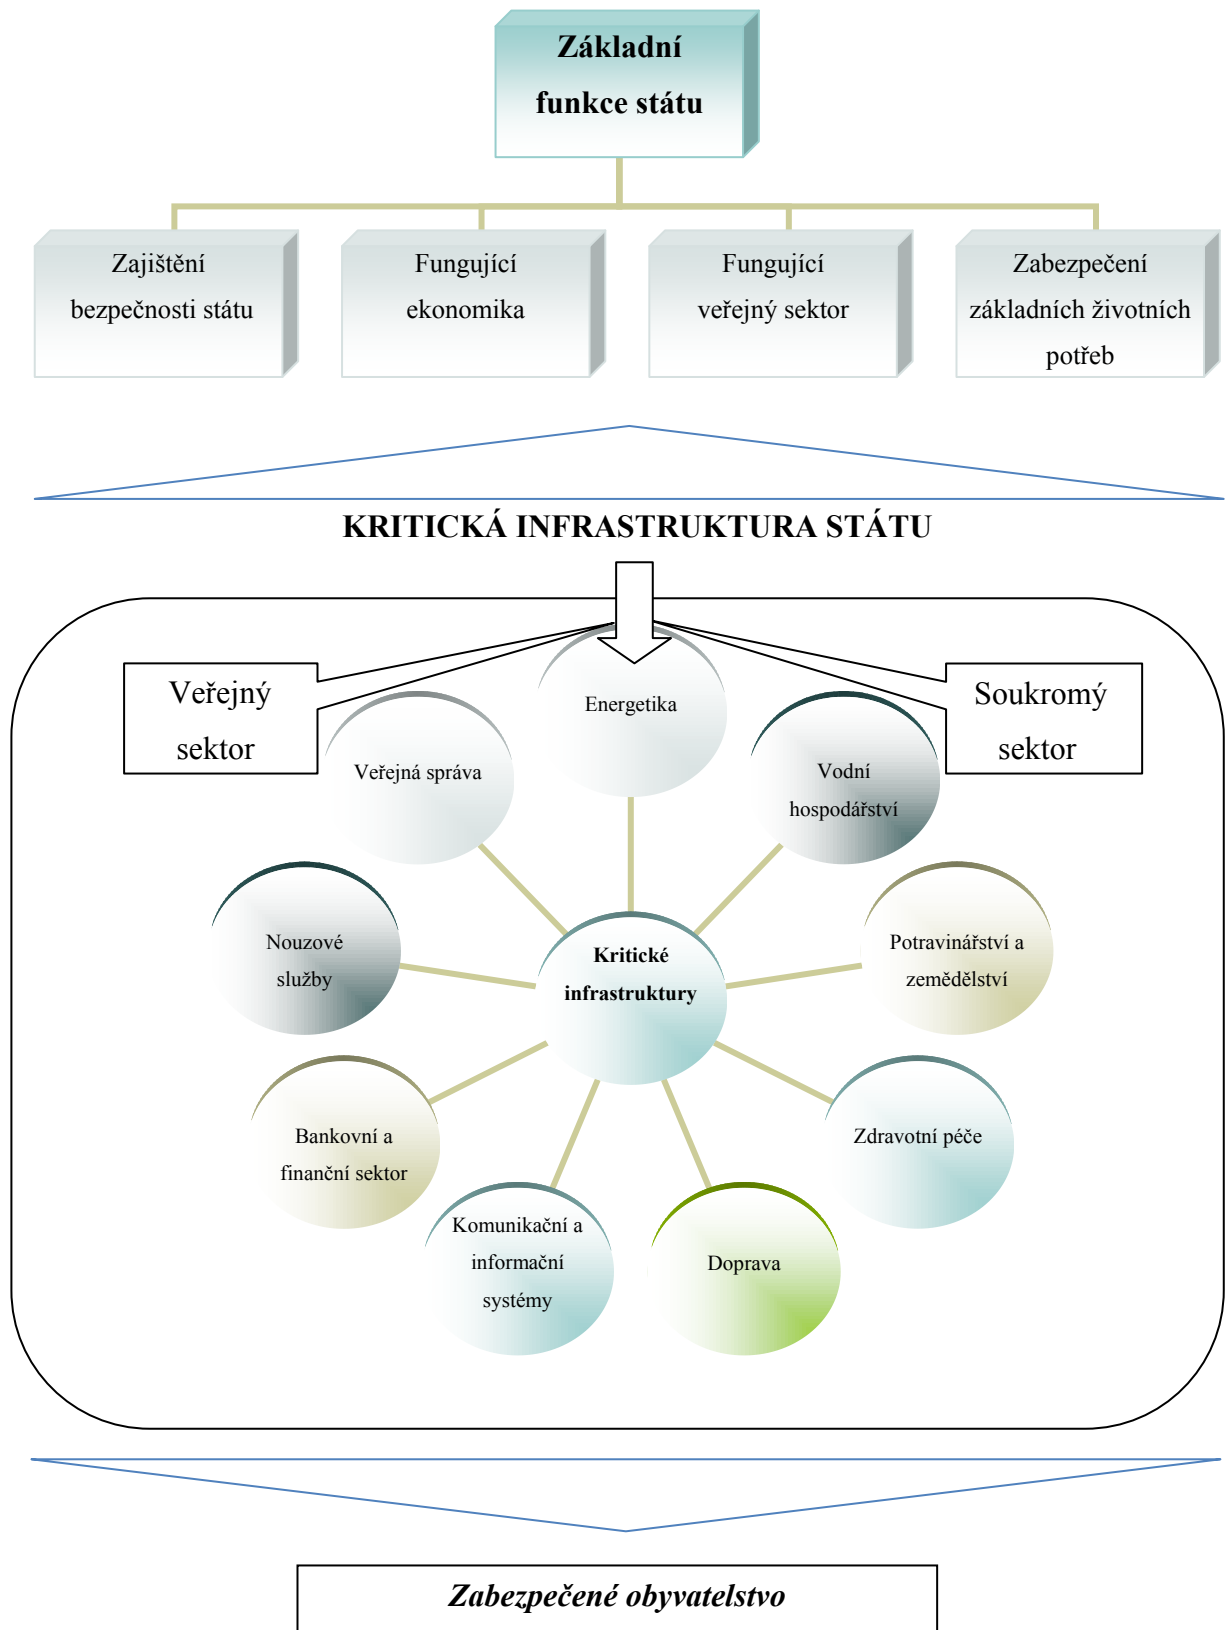 Základní
funkce státu
Zajištění
bezpečnosti státu
Fungující
ekonomika
Fungující
veřejný sektor
Zabezpečení
základních životních
potřeb
KRITICKÁ INFRASTRUKTURA STÁTU
Veřejný
sektor
Soukromý
sektor
Energetika
Vodní
hospodářství
Potravinářství a
zemědělství
Zdravotní péče
Doprava
Komunikační a
informační
systémy
Bankovní a
finanční sektor
Nouzové
služby
Veřejná správa
Kritické
infrastruktury
Zabezpečené obyvatelstvo